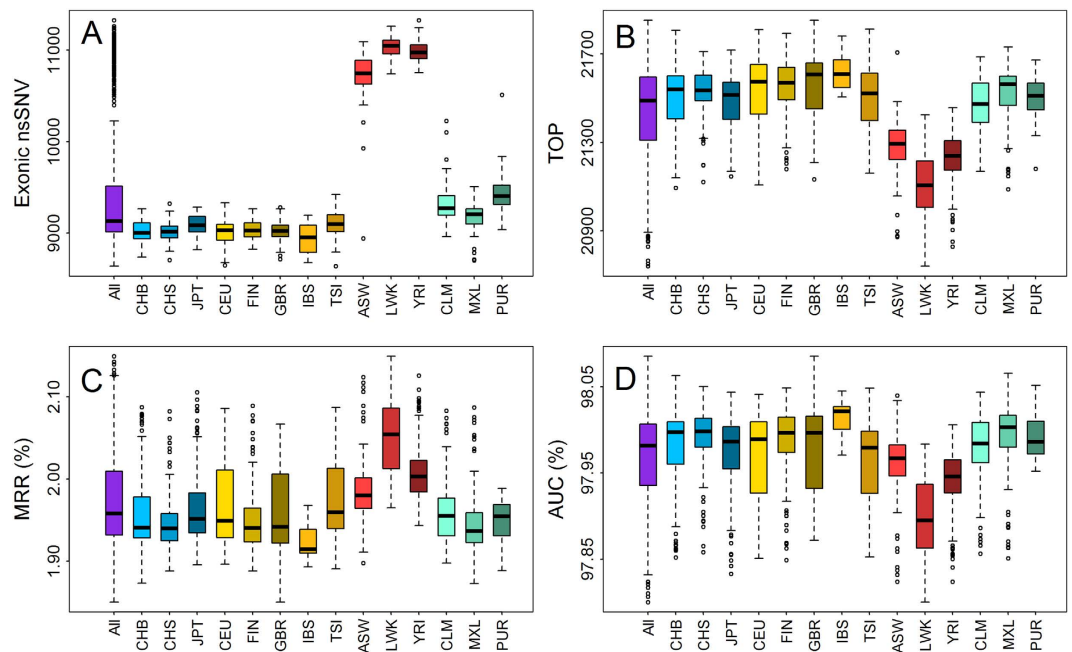 A
Exonic nsSNV
11000
10000
9000
All CHB CHS JPT CEU FIN GBR IBS TSI ASW LWK YRI CLM MXL PUR
B
TOP
21700
21300
20900
All CHB CHS JPT CEU FIN GBR IBS TSI ASW LWK YRI CLM MXL PUR
C
MRR (%)
2.10
2.00
1.90
All CHB CHS JPT CEU FIN GBR IBS TSI ASW LWK YRI CLM MXL PUR
D
AUC (%)
98.05
97.95
97.85
All CHB CHS JPT CEU FIN GBR IBS TSI ASW LWK YRI CLM MXL PUR